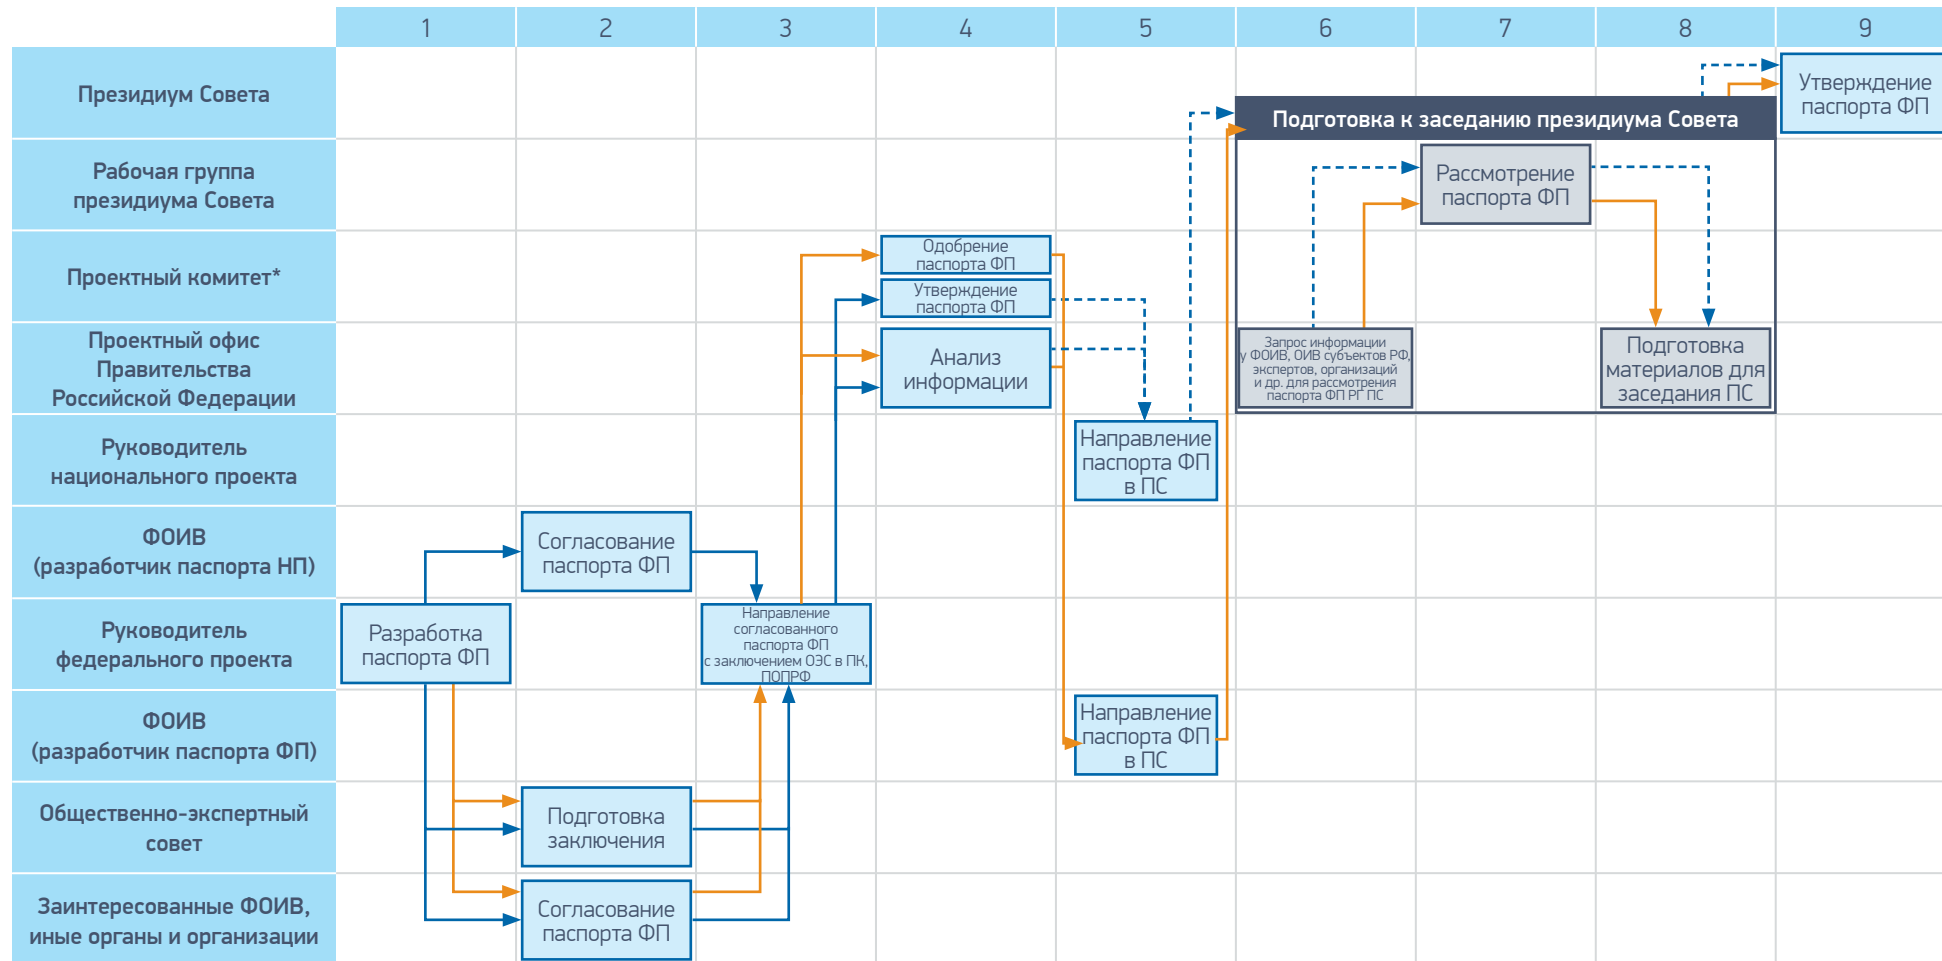 1 2 3 4 5 6 7 8 9
Президиум Совета
Утверждение
паспорта ФП
Подготовка к заседанию президиума Совета
Рабочая группа
президиума Совета
Рассмотрение
паспорта ФП
Проектный комитет*
Одобрение
паспорта ФП
Утверждение
паспорта ФП
Проектный офис
Правительства
Российской Федерации
Анализ
информации
Запрос информации
у ФОИВ, ОИВ субъектов РФ,
экспертов, организаций
и др. для рассмотрения
паспорта ФП РГ ПС
Подготовка
материалов для
заседания ПС
Руководитель
национального проекта
Направление
паспорта ФП
в ПС
ФОИВ
(разработчик паспорта НП)
Согласование
паспорта ФП
Руководитель
федерального проекта
Разработка
паспорта ФП
Направление
согласованного
паспорта ФП
с заключением ОЭС в ПК,
ПОПРФ
ФОИВ
(разработчик паспорта ФП)
Направление
паспорта ФП
в ПС
Общественно-экспертный
совет
Подготовка
заключения
Заинтересованные ФОИВ,
иные органы и организации
Согласование
паспорта ФП